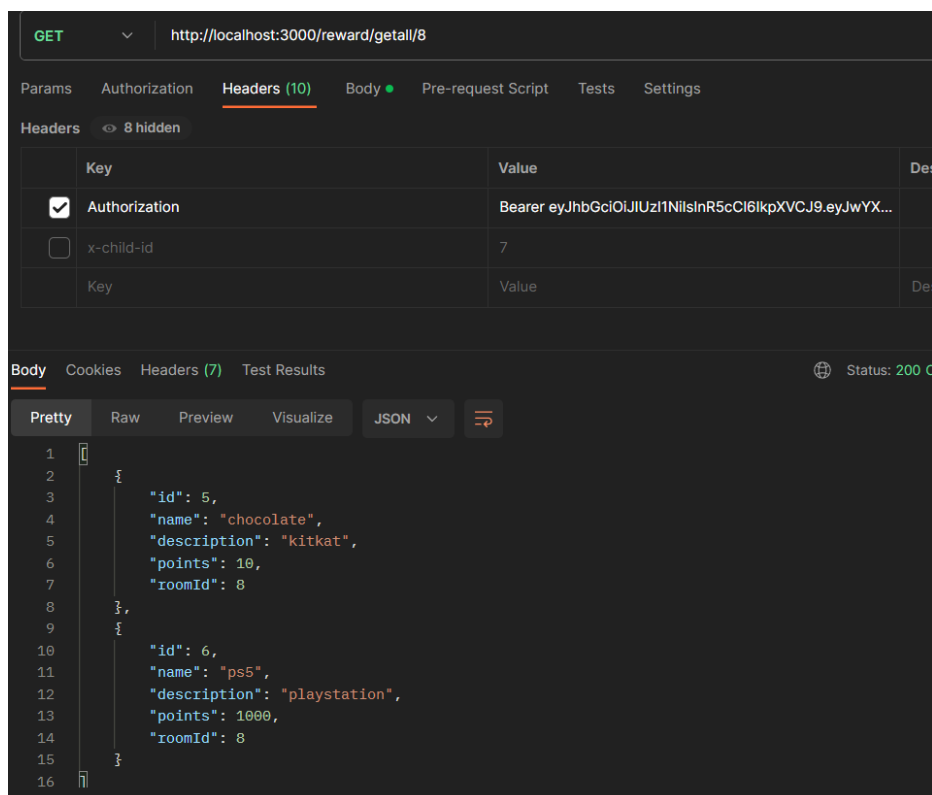 GET http://localhost:3000/reward/getall/8
Params Authorization Headers (10) Body Pre-request Script Tests Settings
Headers 8 hidden
Key Value Des
Authorization Bearer eyJhbGciOiJIUzI1NiIsInR5cCI6IkpXVCJ9.eyJwYX...
x-child-id 7
Key Value De
Body Cookies Headers (7) Test Results Status: 200 O
Pretty Raw Preview Visualize JSON
1 [
2 {
3 "id": 5,
4 "name": "chocolate",
5 "description": "kitkat",
6 "points": 10,
7 "roomId": 8
8 },
9 {
10 "id": 6,
11 "name": "ps5",
12 "description": "playstation",
13 "points": 1000,
14 "roomId": 8
15 }
16 ]